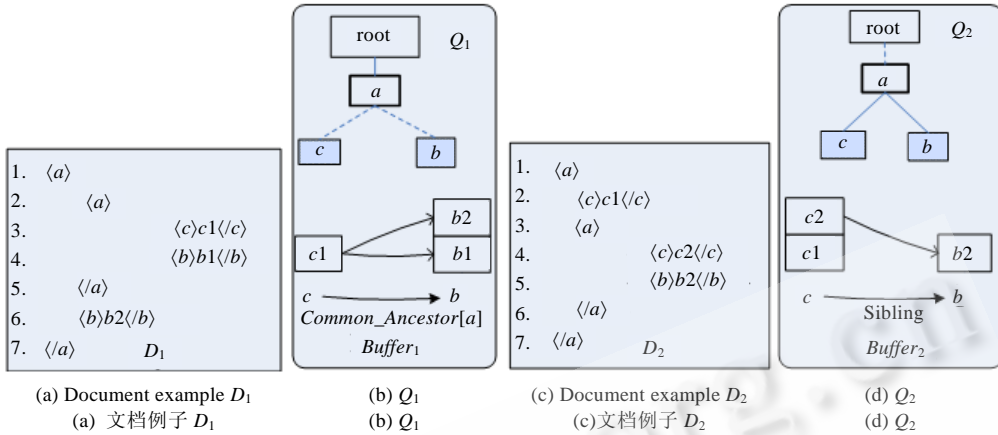 1. ⟨a⟩
2. ⟨a⟩
3. ⟨c⟩c1⟨/c⟩
4. ⟨b⟩b1⟨/b⟩
5. ⟨/a⟩
6. ⟨b⟩b2⟨/b⟩
7. ⟨/a⟩ D1
root Q1
a
c b
b2
c1 b1
c b
Common_Ancestor[a]
Buffer1
1. ⟨a⟩
2. ⟨c⟩c1⟨/c⟩
3. ⟨a⟩
4. ⟨c⟩c2⟨/c⟩
5. ⟨b⟩b2⟨/b⟩
6. ⟨/a⟩
7. ⟨/a⟩ D2
root Q2
a
c b
c2
c1 b2
c b
Sibling
Buffer2
(a) Document example D1 (b) Q1 (c) Document example D2 (d) Q2
(a) 文档例子 D1 (b) Q1 (c)文档例子 D2 (d) Q2